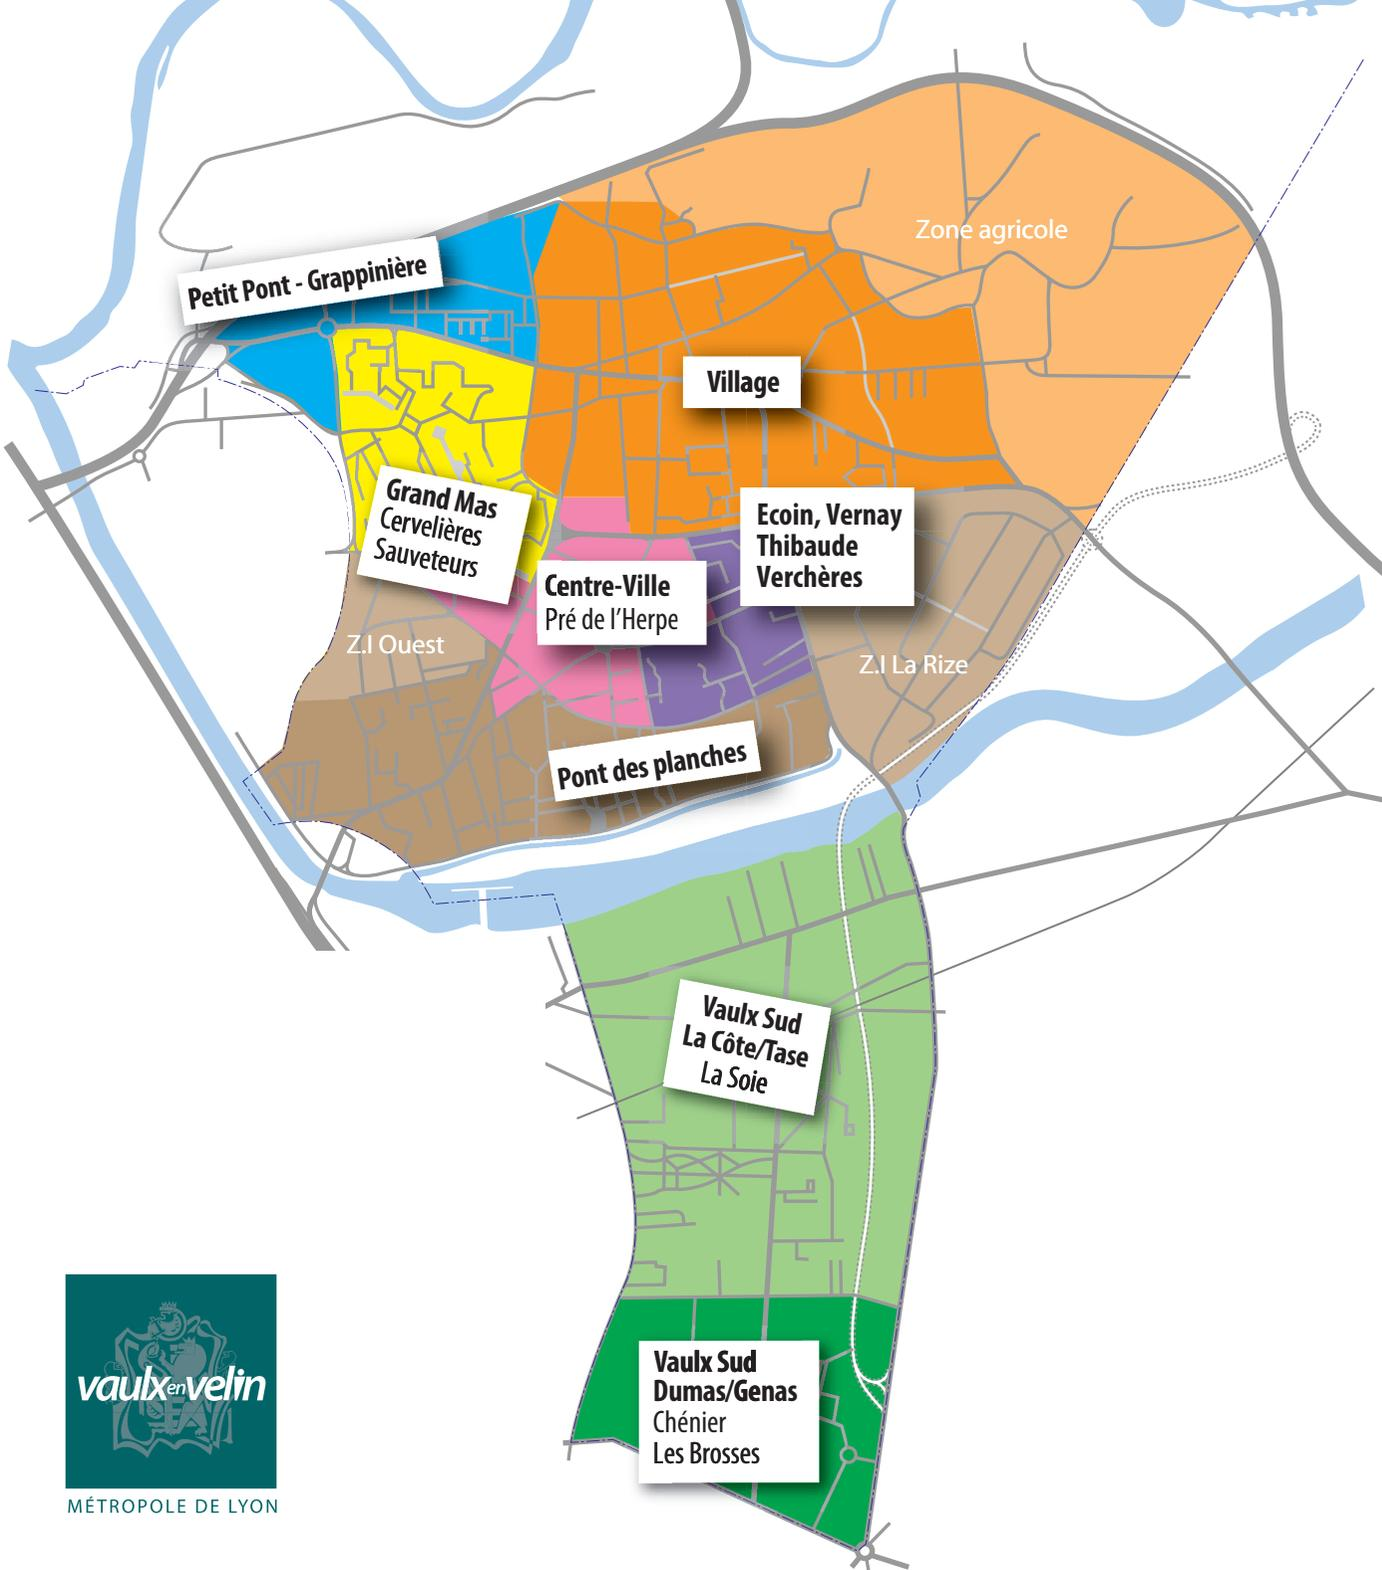 Zone agricole
Petit Pont - Grappinière
Village
Grand Mas
Cervelières
Sauveteurs
Ecoin, Vernay
Thibaude
Verchères
Centre-Ville
Pré de l'Herpe
Z.I Ouest
Z.I La Rize
Pont des planches
Vaulx Sud
La Côte/Tase
La Soie
Vaulx Sud
Dumas/Genas
Chénier
Les Brosses
vaulx en velin
MÉTROPOLE DE LYON